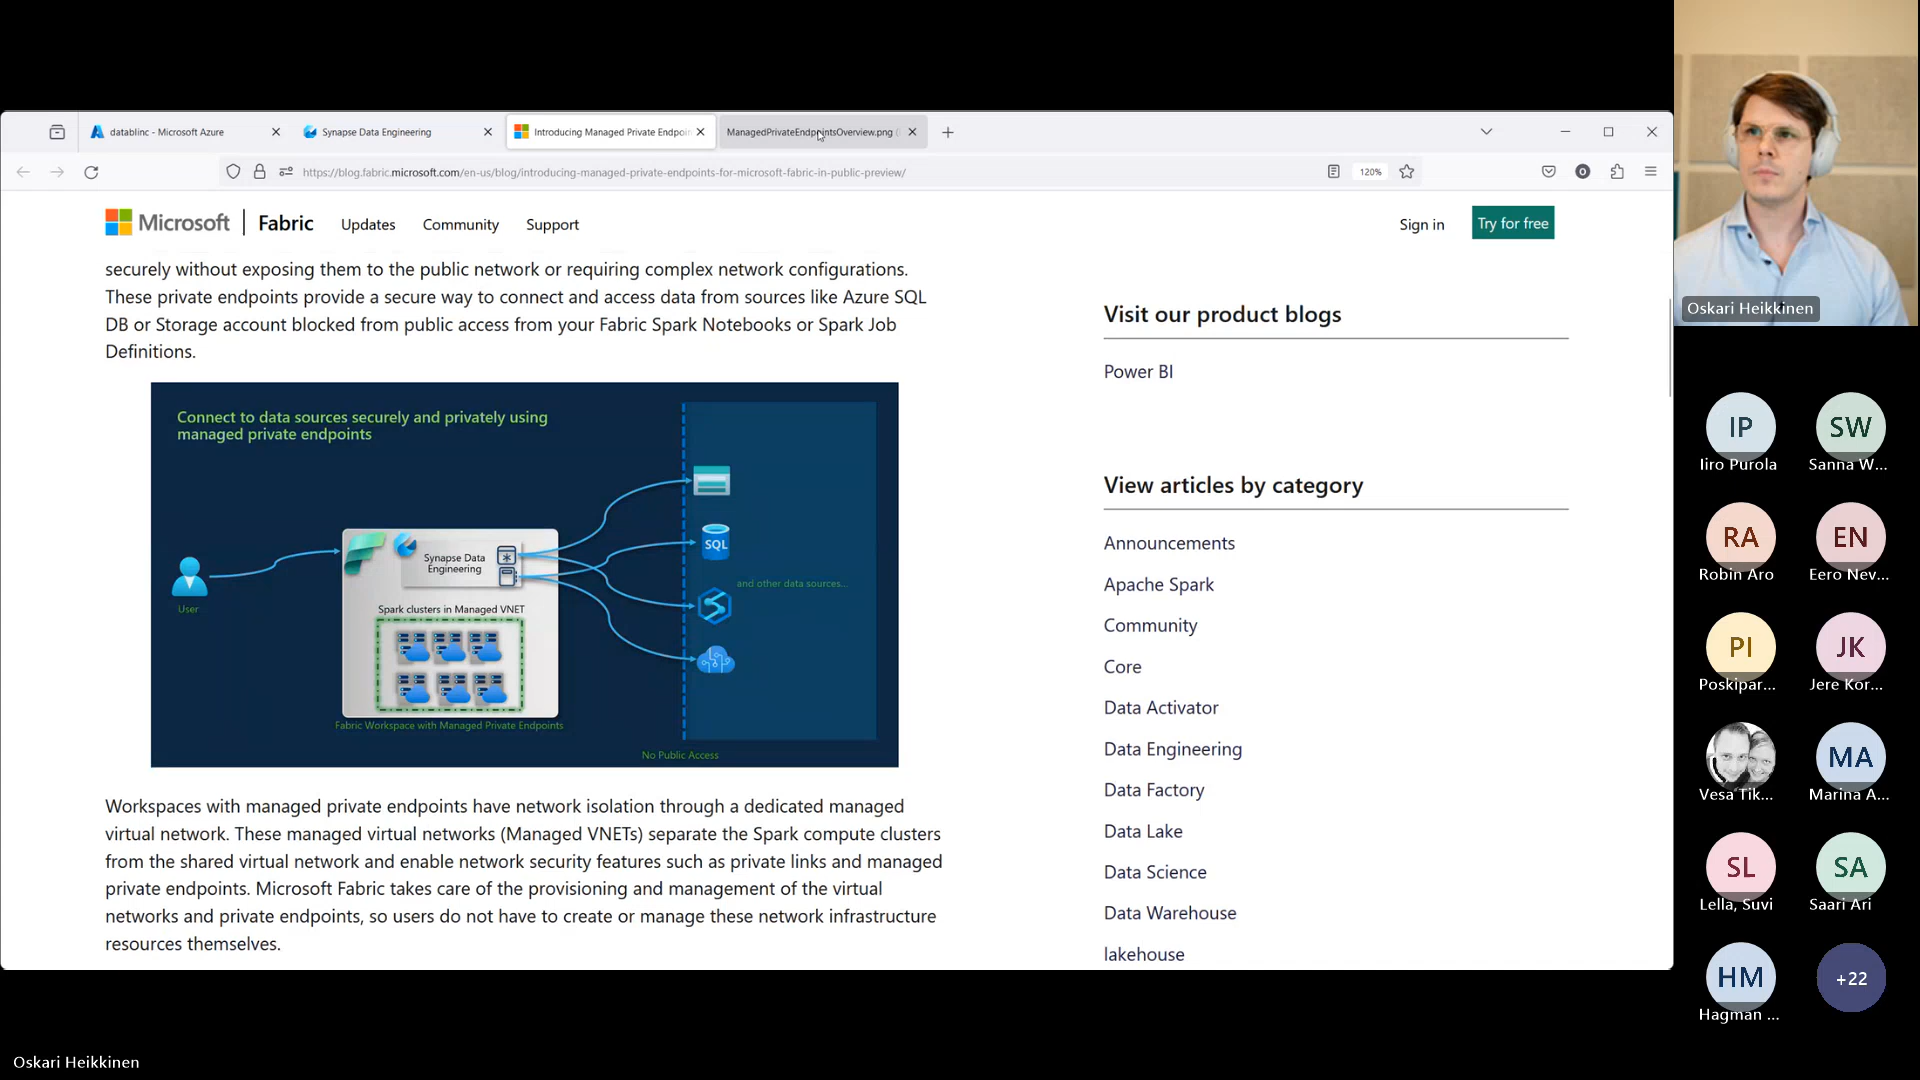 datablinc - Microsoft Azure
Synapse Data Engineering
Introducing Managed Private Endpoin
ManagedPrivateEndpointsOverview.png (
https://blog.fabric.microsoft.com/en-us/blog/introducing-managed-private-endpoints-for-microsoft-fabric-in-public-preview/
120%
O
Microsoft
Fabric
Updates
Community
Support
Sign in
Try for free
securely without exposing them to the public network or requiring complex network configurations.
These private endpoints provide a secure way to connect and access data from sources like Azure SQL
DB or Storage account blocked from public access from your Fabric Spark Notebooks or Spark Job
Definitions.
Connect to data sources securely and privately using
managed private endpoints
Synapse Data
Engineering
SQL
and other data sources...
User
Spark clusters in Managed VNET
Fabric Workspace with Managed Private Endpoints
No Public Access
Workspaces with managed private endpoints have network isolation through a dedicated managed
virtual network. These managed virtual networks (Managed VNETs) separate the Spark compute clusters
from the shared virtual network and enable network security features such as private links and managed
private endpoints. Microsoft Fabric takes care of the provisioning and management of the virtual
networks and private endpoints, so users do not have to create or manage these network infrastructure
resources themselves.
Visit our product blogs
Power BI
View articles by category
Announcements
Apache Spark
Community
Core
Data Activator
Data Engineering
Data Factory
Data Lake
Data Science
Data Warehouse
lakehouse
Oskari Heikkinen
IP
Iiro Purola
SW
Sanna W...
RA
Robin Aro
EN
Eero Nev...
PI
Poskipar...
JK
Jere Kor...
Vesa Tik...
MA
Marina A...
SL
Lella, Suvi
SA
Saari Ari
HM
Hagman ...
+22
Oskari Heikkinen